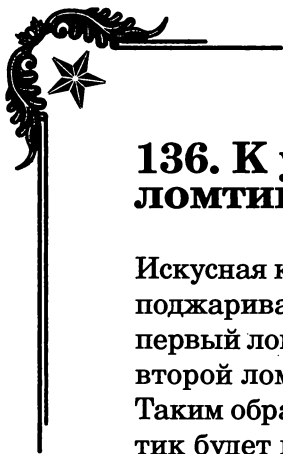 136. К
ломти
Искусная к
поджарива
первый ло
второй лом
Таким обра
тик будет